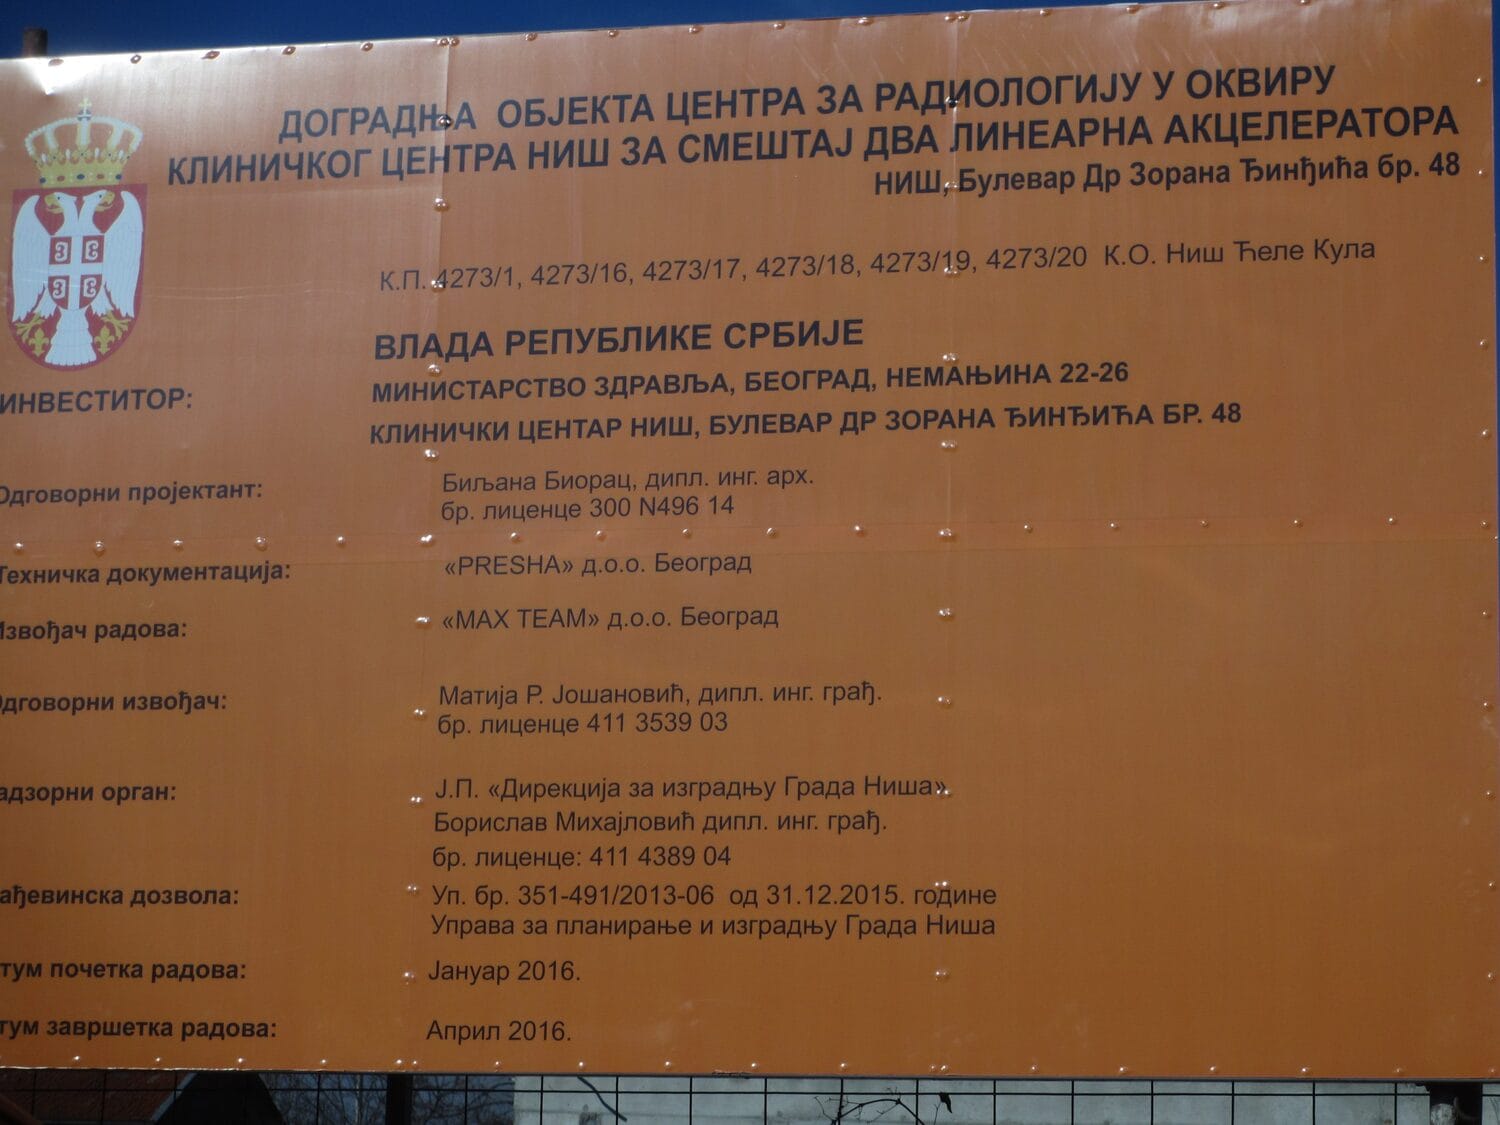 ДОГРАДЊА ОБЈЕКТА ЦЕНТРА ЗА РАДИОЛОГИЈУ У ОКВИРУ
КЛИНИЧКОГ ЦЕНТРА НИШ ЗА СМЕШТАЈ ДВА ЛИНЕАРНА АКЦЕЛЕРАТОРА
НИШ, Булевар Др Зорана Ђинђића бр. 48
К.П. 4273/1, 4273/16, 4273/17, 4273/18, 4273/19, 4273/20 К.О. Ниш Ћеле Кула
ВЛАДА РЕПУБЛИКЕ СРБИЈЕ
ИНВЕСТИТОР: МИНИСТАРСТВО ЗДРАВЉА, БЕОГРАД, НЕМАЊИНА 22-26
КЛИНИЧКИ ЦЕНТАР НИШ, БУЛЕВАР ДР ЗОРАНА ЂИНЂИЋА БР. 48
Одговорни пројектант: Биљана Биорац, дипл. инг. арх.
бр. лиценце 300 N496 14
Техничка документација: «PRESHA» д.о.о. Београд
Извођач радова: «MAX TEAM» д.о.о. Београд
Одговорни извођач: Матија Р. Јошановић, дипл. инг. грађ.
бр. лиценце 411 3539 03
адзорни орган: Ј.П. «Дирекција за изградњу Града Ниша»
Борислав Михајловић дипл. инг. грађ.
бр. лиценце: 411 4389 04
ађевинска дозвола: Уп. бр. 351-491/2013-06 од 31.12.2015. године
Управа за планирање и изградњу Града Ниша
тум почетка радова: Јануар 2016.
тум завршетка радова: Април 2016.